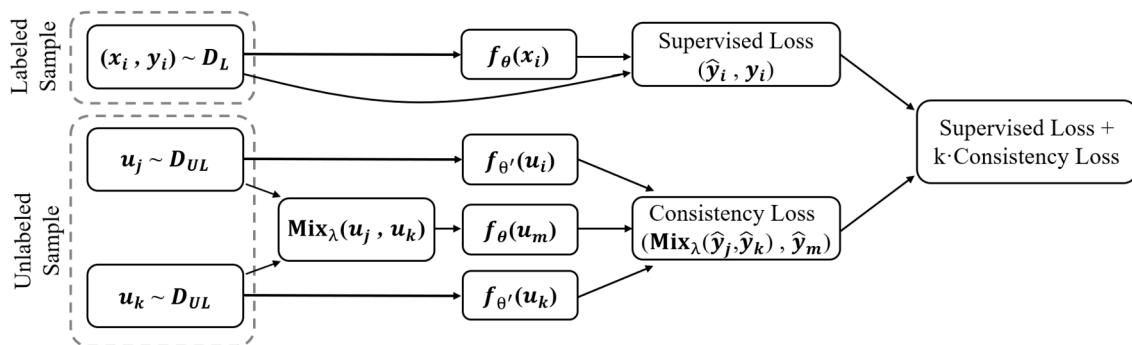 Labeled
Sample
(x_i , y_i) ~ D_L
f_θ(x_i)
Supervised Loss
(ŷ_i , y_i)
Supervised Loss +
k·Consistency Loss
Unlabeled
Sample
u_j ~ D_UL
f_θ′(u_i)
Mix_λ(u_j , u_k)
f_θ(u_m)
Consistency Loss
(Mix_λ(ŷ_j,ŷ_k) , ŷ_m)
u_k ~ D_UL
f_θ′(u_k)